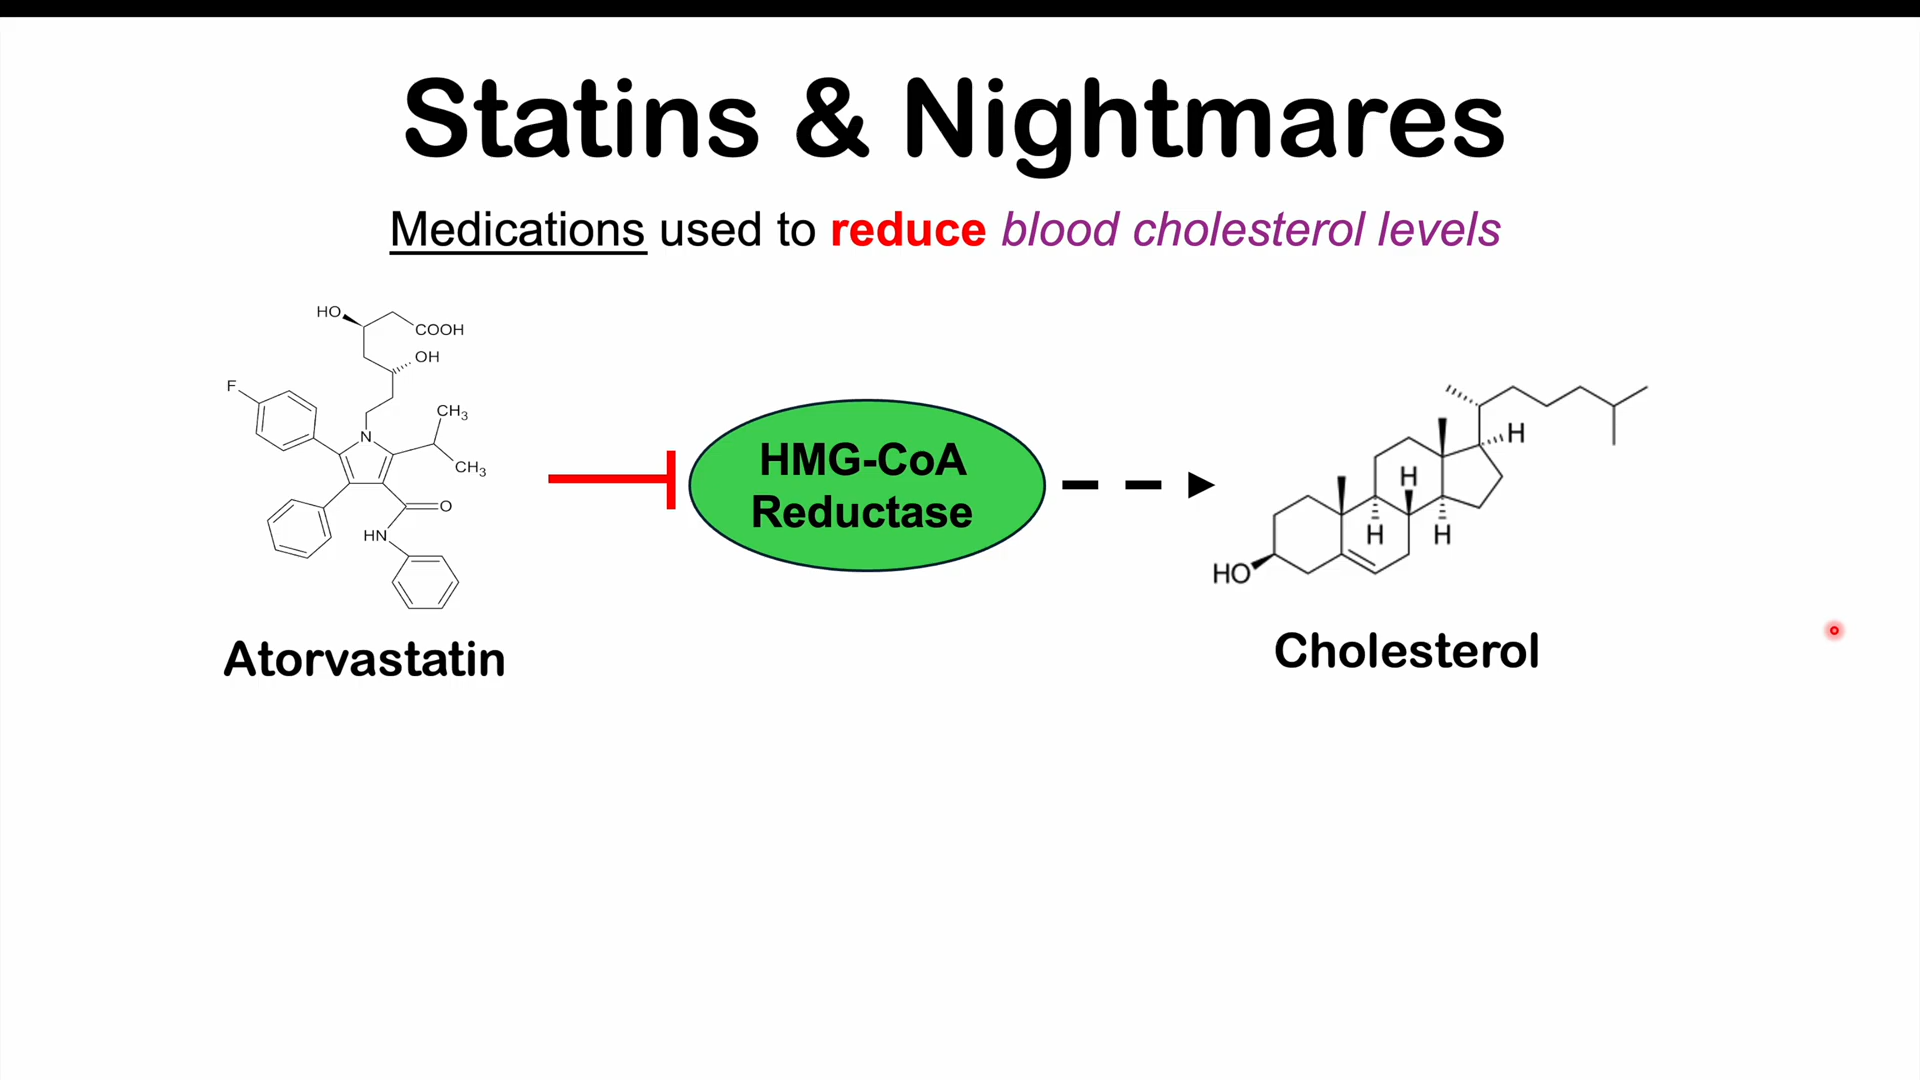 Statins & Nightmares
Medications used to reduce blood cholesterol levels
HO
COOH
OH
F
CH3
N
CH3
O
HN
HMG-CoA
Reductase
H
H
H
H
HO
Atorvastatin
Cholesterol